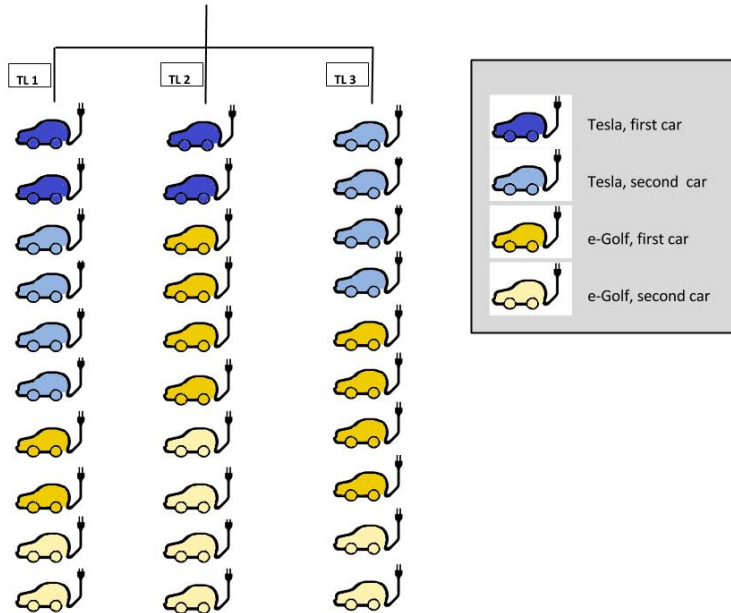 TL 1
TL 2
TL 3
Tesla, first car
Tesla, second car
e-Golf, first car
e-Golf, second car